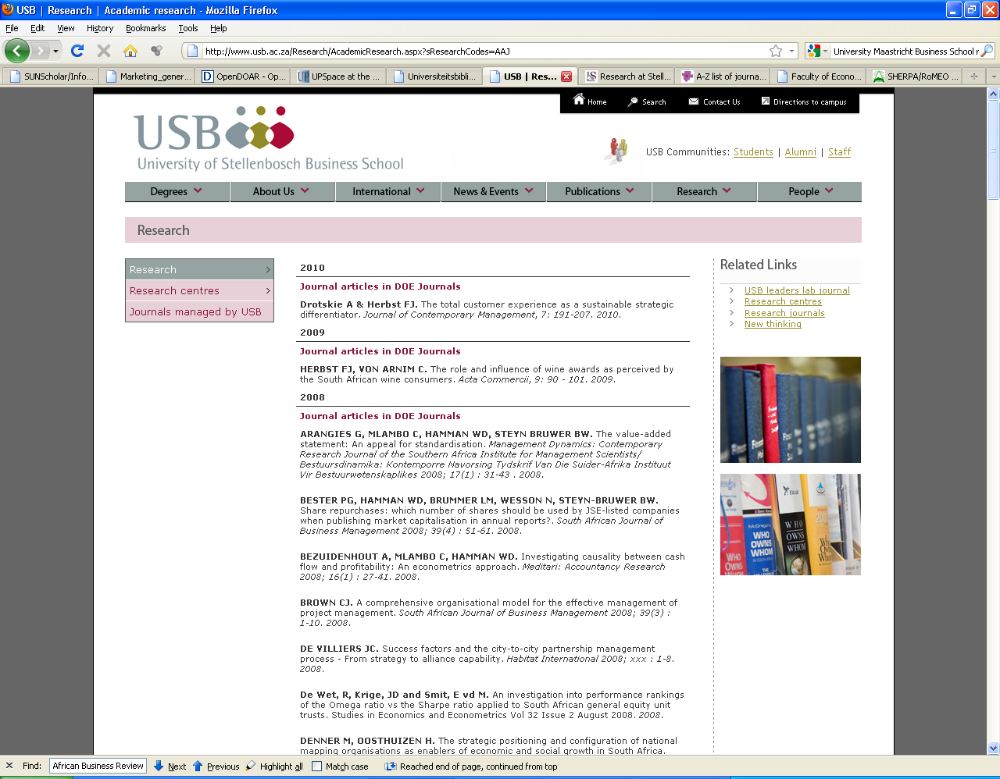 USB | Research | Academic research - Mozilla Firefox
File Edit View History Bookmarks Tools Help
http://www.usb.ac.za/Research/AcademicResearch.aspx?sResearchCodes=AAJ
University Maastricht Business School r
SUNScholar/Info... Marketing_gener... OpenDOAR - Op... UPSpace at the ... Universiteitsbibli... USB | Res... Research at Stell... A-Z list of journa... Faculty of Econo... SHERPA/RoMEO ...
Home Search Contact Us Directions to campus
USB
University of Stellenbosch Business School
USB Communities: Students | Alumni | Staff
Degrees About Us International News & Events Publications Research People
Research
Research
Research centres
Journals managed by USB
2010
Journal articles in DOE Journals
Drotskie A & Herbst FJ. The total customer experience as a sustainable strategic
differentiator. Journal of Contemporary Management, 7: 191-207. 2010.
2009
Journal articles in DOE Journals
HERBST FJ, VON ARNIM C. The role and influence of wine awards as perceived by
the South African wine consumers. Acta Commercii, 9: 90 - 101. 2009.
2008
Journal articles in DOE Journals
ARANGIES G, MLAMBO C, HAMMAN WD, STEYN BRUWER BW. The value-added
statement: An appeal for standardisation. Management Dynamics: Contemporary
Research Journal of the Southern Africa Institute for Management Scientists/
Bestuursdinamika: Kontemporre Navorsing Tydskrif Van Die Suider-Afrika Instituut
Vir Bestuurwetenskaplikes 2008; 17(1) : 31-43 . 2008.
BESTER PG, HAMMAN WD, BRUMMER LM, WESSON N, STEYN-BRUWER BW.
Share repurchases: which number of shares should be used by JSE-listed companies
when publishing market capitalisation in annual reports?. South African Journal of
Business Management 2008; 39(4) : 51-61. 2008.
BEZUIDENHOUT A, MLAMBO C, HAMMAN WD. Investigating causality between cash
flow and profitability: An econometrics approach. Meditari: Accountancy Research
2008; 16(1) : 27-41. 2008.
BROWN CJ. A comprehensive organisational model for the effective management of
project management. South African Journal of Business Management 2008; 39(3) :
1-10. 2008.
DE VILLIERS JC. Success factors and the city-to-city partnership management
process - From strategy to alliance capability. Habitat International 2008; xxx : 1-8.
2008.
De Wet, R, Krige, JD and Smit, E vd M. An investigation into performance rankings
of the Omega ratio vs the Sharpe ratio applied to South African general equity unit
trusts. Studies in Economics and Econometrics Vol 32 Issue 2 August 2008. 2008.
DENNER M, OOSTHUIZEN H. The strategic positioning and configuration of national
mapping organisations as enablers of economic and social growth in South Africa.
Related Links
USB leaders lab journal
Research centres
Research journals
New thinking
WHO OWNS WHOM
WHO OWNS WHOM
WHO OWNS WHOM
Find: African Business Review Next Previous Highlight all Match case Reached end of page, continued from top